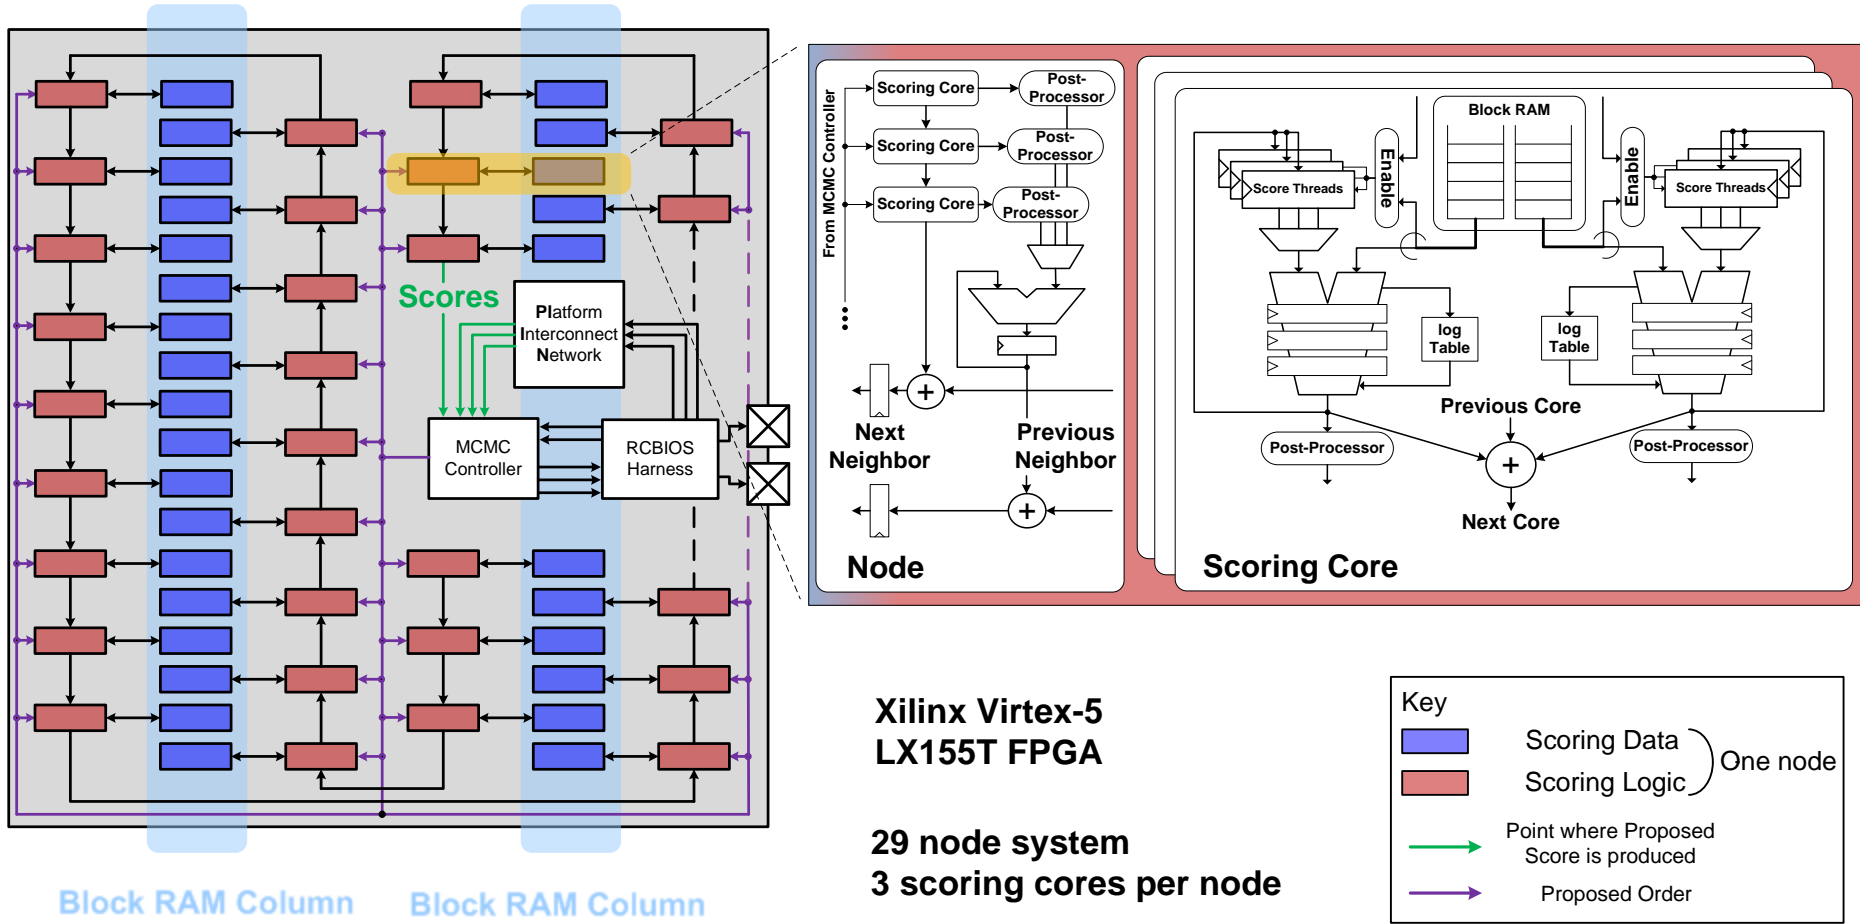 Scores
PIatform
Interconnect
Network
MCMC
Controller
RCBIOS
Harness
Block RAM Column
Block RAM Column
From MCMC Controller
Scoring Core
Post-
Processor
Scoring Core
Post-
Processor
Scoring Core
Post-
Processor
+
Next
Neighbor
Previous
Neighbor
+
Node
Block RAM
Score Threads
Enable
Enable
Score Threads
log
Table
log
Table
Previous Core
Post-Processor
+
Post-Processor
Next Core
Scoring Core
Xilinx Virtex-5
LX155T FPGA
29 node system
3 scoring cores per node
Key
Scoring Data
Scoring Logic
One node
Point where Proposed
Score is produced
Proposed Order